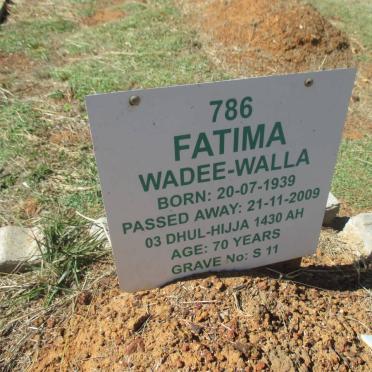 786
FATIMA
WADEE-WALLA
BORN: 20-07-1939
PASSED AWAY: 21-11-2009
03 DHUL-HIJJA 1430 AH
AGE: 70 YEARS
GRAVE No: S 11